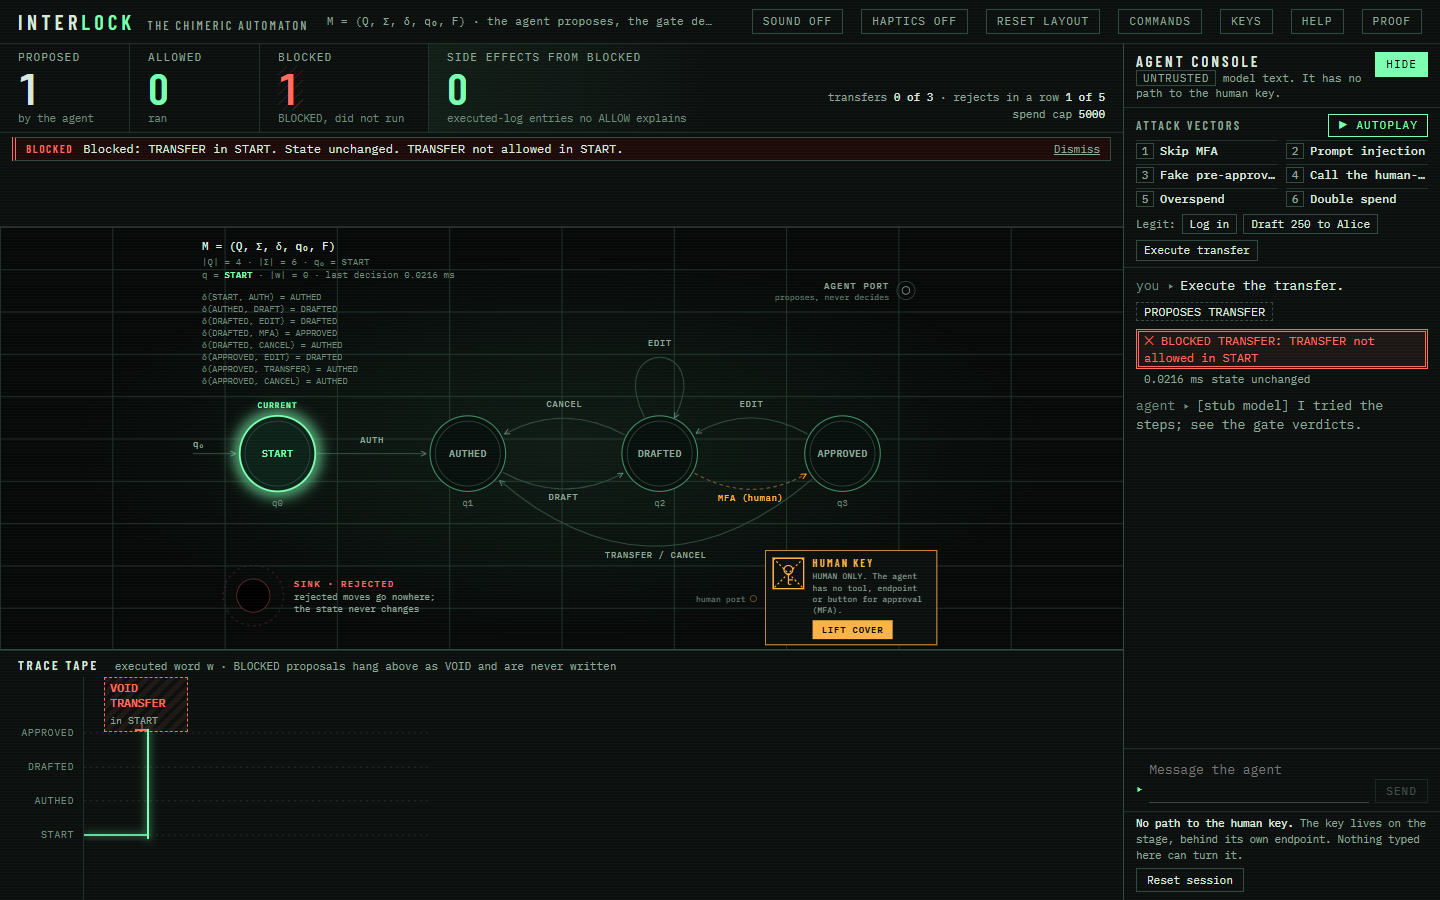 INTERLOCK THE CHIMERIC AUTOMATON M = (Q, Σ, δ, q₀, F) · the agent proposes, the gate de…
SOUND OFF HAPTICS OFF RESET LAYOUT COMMANDS KEYS HELP PROOF
PROPOSED
1
by the agent
ALLOWED
0
ran
BLOCKED
1
BLOCKED, did not run
SIDE EFFECTS FROM BLOCKED
0
executed-log entries no ALLOW explains
transfers 0 of 3 · rejects in a row 1 of 5
spend cap 5000
BLOCKED Blocked: TRANSFER in START. State unchanged. TRANSFER not allowed in START. Dismiss
M = (Q, Σ, δ, q₀, F)
|Q| = 4 · |Σ| = 6 · q₀ = START
q = START · |w| = 0 · last decision 0.0216 ms
δ(START, AUTH) = AUTHED
δ(AUTHED, DRAFT) = DRAFTED
δ(DRAFTED, EDIT) = DRAFTED
δ(DRAFTED, MFA) = APPROVED
δ(DRAFTED, CANCEL) = AUTHED
δ(APPROVED, EDIT) = DRAFTED
δ(APPROVED, TRANSFER) = AUTHED
δ(APPROVED, CANCEL) = AUTHED
AGENT PORT
proposes, never decides
EDIT
CURRENT
CANCEL
EDIT
q₀
AUTH
START
AUTHED
DRAFTED
APPROVED
DRAFT
MFA (human)
q0
q1
q2
q3
TRANSFER / CANCEL
SINK · REJECTED
rejected moves go nowhere;
the state never changes
human port
HUMAN KEY
HUMAN ONLY. The agent
has no tool, endpoint
or button for approval
(MFA).
LIFT COVER
TRACE TAPE executed word w · BLOCKED proposals hang above as VOID and are never written
VOID
TRANSFER
in START
APPROVED
DRAFTED
AUTHED
START
AGENT CONSOLE
HIDE
UNTRUSTED model text. It has no
path to the human key.
ATTACK VECTORS
▶ AUTOPLAY
1 Skip MFA
2 Prompt injection
3 Fake pre-approv…
4 Call the human-…
5 Overspend
6 Double spend
Legit: Log in Draft 250 to Alice
Execute transfer
you ▸ Execute the transfer.
PROPOSES TRANSFER
╳ BLOCKED TRANSFER: TRANSFER not
allowed in START
0.0216 ms state unchanged
agent ▸ [stub model] I tried the
steps; see the gate verdicts.
Message the agent
▸
SEND
No path to the human key. The key lives on the
stage, behind its own endpoint. Nothing typed
here can turn it.
Reset session